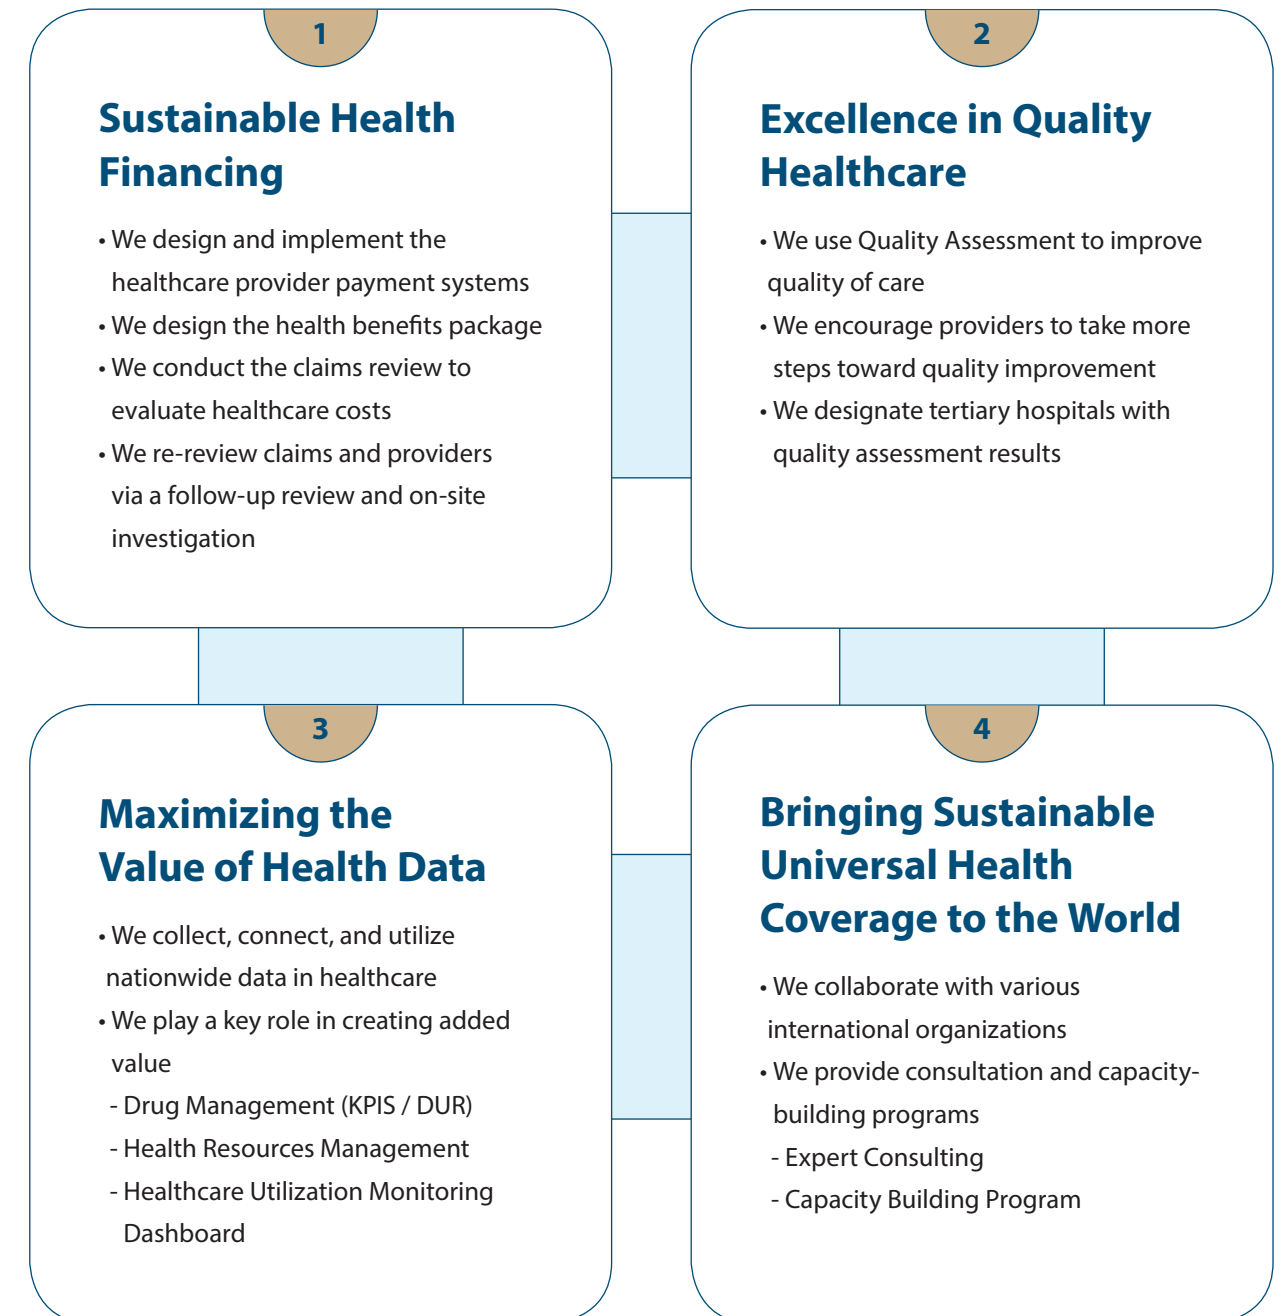 1
Sustainable Health
Financing
• We design and implement the
healthcare provider payment systems
• We design the health benefits package
• We conduct the claims review to
evaluate healthcare costs
• We re-review claims and providers
via a follow-up review and on-site
investigation
2
Excellence in Quality
Healthcare
• We use Quality Assessment to improve
quality of care
• We encourage providers to take more
steps toward quality improvement
• We designate tertiary hospitals with
quality assessment results
3
Maximizing the
Value of Health Data
• We collect, connect, and utilize
nationwide data in healthcare
• We play a key role in creating added
value
- Drug Management (KPIS / DUR)
- Health Resources Management
- Healthcare Utilization Monitoring
Dashboard
4
Bringing Sustainable
Universal Health
Coverage to the World
• We collaborate with various
international organizations
• We provide consultation and capacity-
building programs
- Expert Consulting
- Capacity Building Program